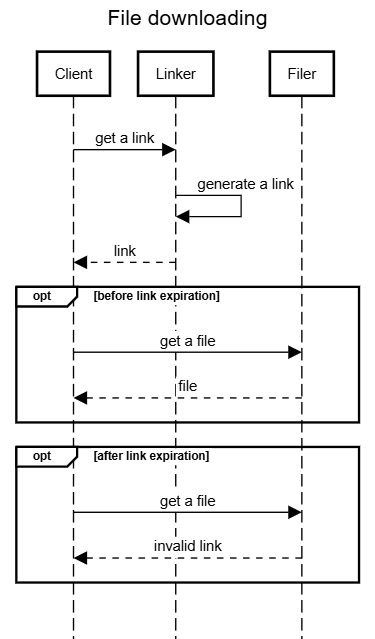 File downloading
Client Linker Filer
get a link
generate a link
link
opt [before link expiration]
get a file
file
opt [after link expiration]
get a file
invalid link